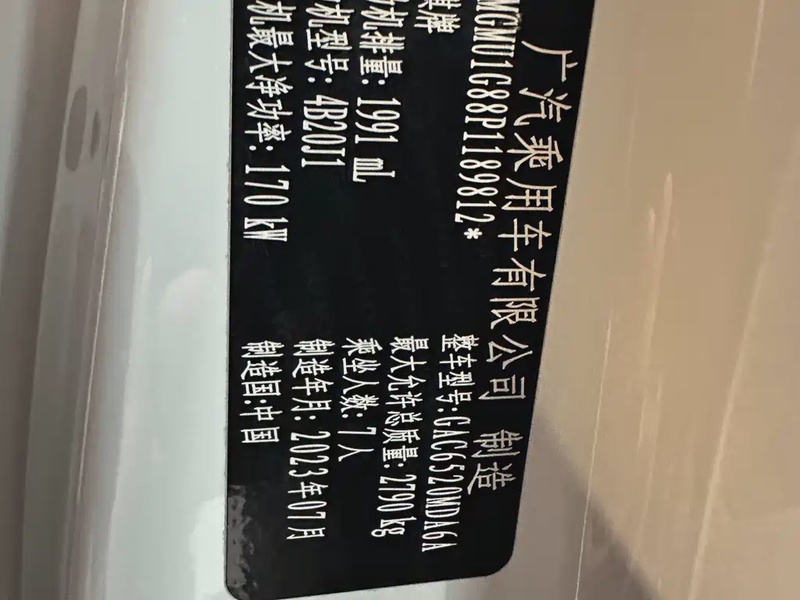 广汽乘用车有限公司 制造
MGMU1G88P1189812*
整车型号:GAC6520MDA6A
祺牌
最大允许总质量:2790kg
机排量:1991 mL
乘坐人数:7人
机型号:4B20J1
制造年月:2023年07月
机最大净功率:170 kW
制造国:中国